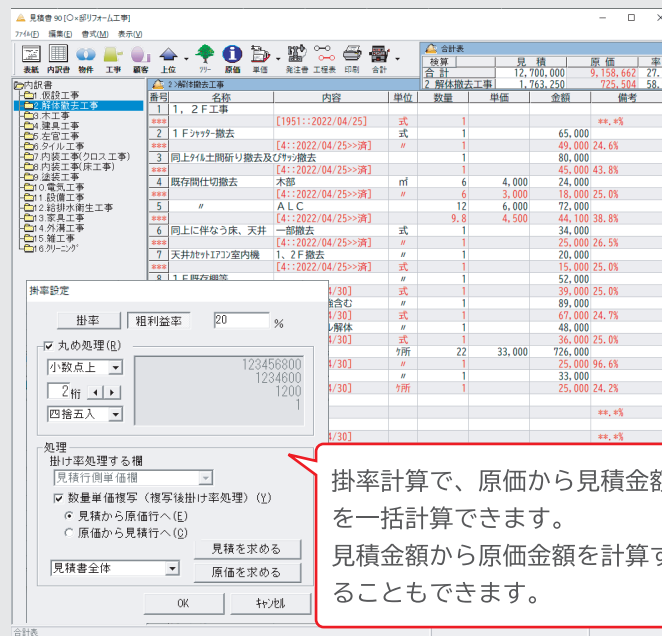 見積書 90 [○×邸リフォーム工事]
ファイル(F) 編集(E) 書式(M) 表示(V)
表紙 内訳書 物件 工事 顧客 上位 ﾂﾘｰ 原価 単価 発注書 工程表 印刷 合計
合計表
検算 見 積 原 価 率
合 計 12,700,000 9,158,662 27.
2 解体撤去工事 1,763,250 725,504 58.
内訳書
1.仮設工事
2.解体撤去工事
3.木工事
4.建具工事
5.左官工事
6.タイル工事
7.内装工事(クロス工事)
8.内装工事(床工事)
9.塗装工事
10.電気工事
11.設備工事
12.給排水衛生工事
13.家具工事
14.外溝工事
15.雑工事
16.ｸﾘｰﾆﾝｸﾞ
2>解体撤去工事
番号 名称 内容 単位 数量 単価 金額 備考
1 1，2Ｆ工事
*** [1951::2022/04/25] 式 1 **.*%
2 1Ｆｼｬｯﾀｰ撤去 式 1 65,000
*** [4::2022/04/25>>済] 〃 1 49,000 24.6%
3 同上ﾀｲﾙ土間斫り撤去及びｻｯｼ撤去 1 80,000
*** [4::2022/04/25>>済] 1 45,000 43.8%
4 既存間仕切撤去 木部 ㎡ 6 4,000 24,000
*** [4::2022/04/25>>済] 〃 6 3,000 18,000 25.0%
5 〃 ＡＬＣ 12 6,000 72,000
*** [4::2022/04/25>>済] 9.8 4,500 44,100 38.8%
6 同上に伴なう床、天井 一部撤去 式 1 34,000
*** [4::2022/04/25>>済] 〃 1 25,000 26.5%
7 天井ｶｾｯﾄｴｱｺﾝ室内機 1、2Ｆ撤去 〃 1 20,000
*** [4::2022/04/25>>済] 式 1 15,000 25.0%
8 1Ｆ既存棚等 〃 1 52,000
4/30] 式 1 39,000 25.0%
含む 〃 1 89,000
4/30] 式 1 67,000 24.7%
ル解体 〃 1 48,000
4/30] 式 1 36,000 25.0%
ｹ所 22 33,000 726,000
4/30] 〃 1 25,000 96.6%
〃 1 33,000
4/30] ｹ所 1 25,000 24.2%
**.*%
4/30] **.*%
掛率設定
掛率 粗利益率 20 %
丸め処理(R)
小数点上
2 桁
四捨五入
123456800
1234600
1200
1
処理
掛け率処理する欄
見積行側単価欄
数量単価複写（複写後掛け率処理）(Y)
見積から原価行へ(E)
原価から見積行へ(O)
見積を求める
見積書全体
原価を求める
OK ｷｬﾝｾﾙ
合計表
掛率計算で、原価から見積金額
を一括計算できます。
見積金額から原価金額を計算す
ることもできます。